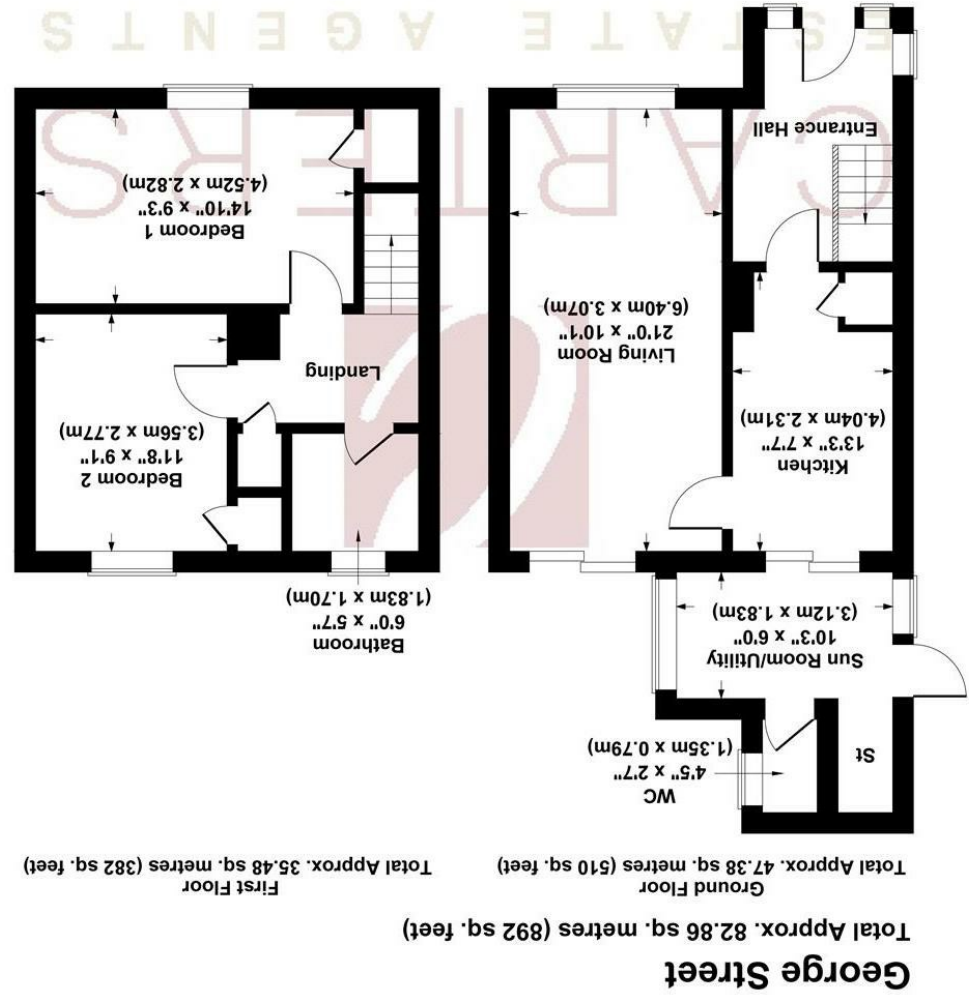 George Street
Total Approx. 82.86 sq. metres (892 sq. feet)
Ground Floor
Total Approx. 47.38 sq. metres (510 sq. feet)
St
WC
4'5" x 2'7"
(1.35m x 0.79m)
Sun Room/Utility
10'3" x 6'0"
(3.12m x 1.83m)
Kitchen
13'3" x 7'7"
(4.04m x 2.31m)
Living Room
21'0" x 10'1"
(6.40m x 3.07m)
Entrance Hall
First Floor
Total Approx. 35.48 sq. metres (382 sq. feet)
Bathroom
6'0" x 5'7"
(1.83m x 1.70m)
Bedroom 2
11'8" x 9'1"
(3.56m x 2.77m)
Landing
Bedroom 1
14'10" x 9'3"
(4.52m x 2.82m)
CARTERS
ESTATE AGENTS